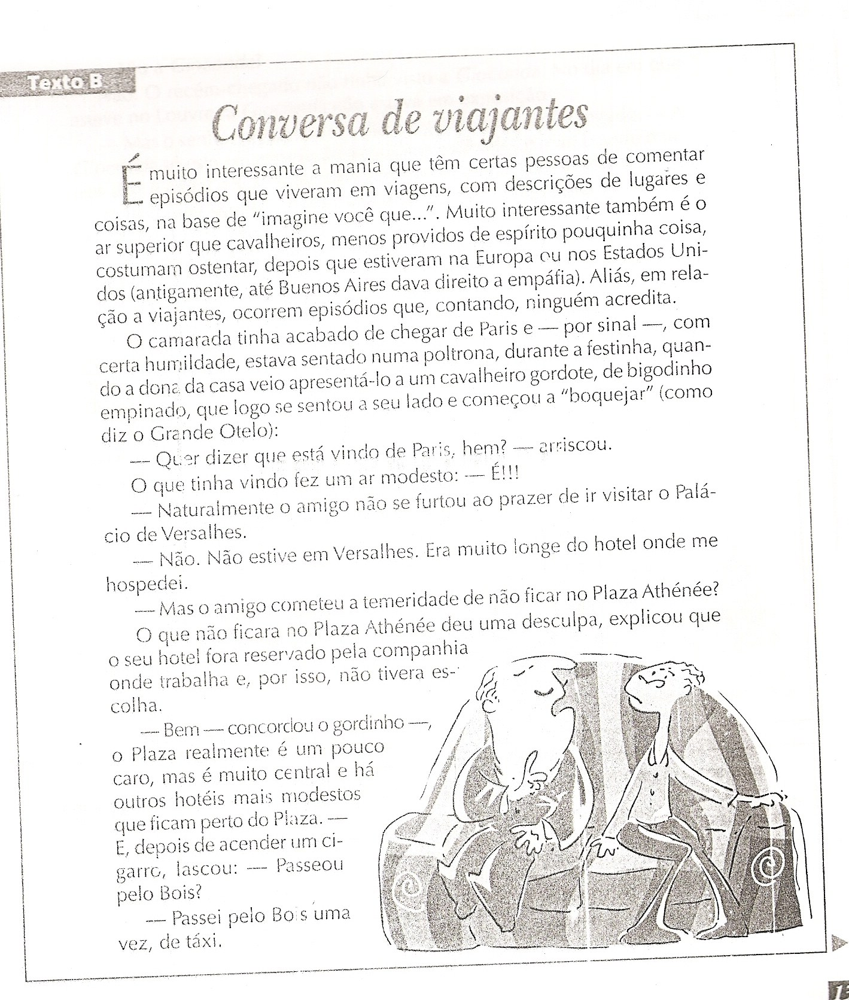 Texto B
Conversa de viajantes
É muito interessante a mania que têm certas pessoas de comentar
episódios que viveram em viagens, com descrições de lugares e
coisas, na base de “imagine você que...”. Muito interessante também é o
ar superior que cavalheiros, menos providos de espírito pouquinha coisa,
costumam ostentar, depois que estiveram na Europa ou nos Estados Uni-
dos (antigamente, até Buenos Aires dava direito a empáfia). Aliás, em rela-
ção a viajantes, ocorrem episódios que, contando, ninguém acredita.
O camarada tinha acabado de chegar de Paris e — por sinal —, com
certa humildade, estava sentado numa poltrona, durante a festinha, quan-
do a dona da casa veio apresentá-lo a um cavalheiro gordote, de bigodinho
empinado, que logo se sentou a seu lado e começou a “boquejar” (como
diz o Grande Otelo):
— Quer dizer que está vindo de Paris, hem? — arriscou.
O que tinha vindo fez um ar modesto: — É!!!
— Naturalmente o amigo não se furtou ao prazer de ir visitar o Palá-
cio de Versalhes.
— Não. Não estive em Versalhes. Era muito longe do hotel onde me
hospedei.
— Mas o amigo cometeu a temeridade de não ficar no Plaza Athénée?
O que não ficara no Plaza Athénée deu uma desculpa, explicou que
o seu hotel fora reservado pela companhia
onde trabalha e, por isso, não tivera es-
colha.
— Bem — concordou o gordinho —,
o Plaza realmente é um pouco
caro, mas é muito central e há
outros hotéis mais modestos
que ficam perto do Plaza. —
E, depois de acender um ci-
garro, lascou: — Passeou
pelo Bois?
— Passei pelo Bois uma
vez, de táxi.